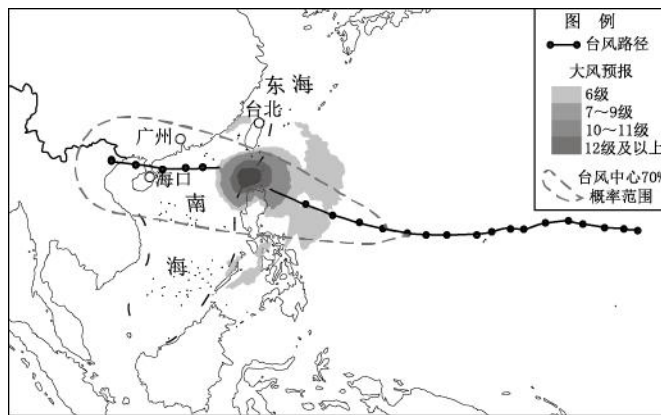 图 例
台风路径
大风预报
6级
7～9级
10～11级
12级及以上
台风中心70%
概率范围
东 海
台北
广州
海口
南
海